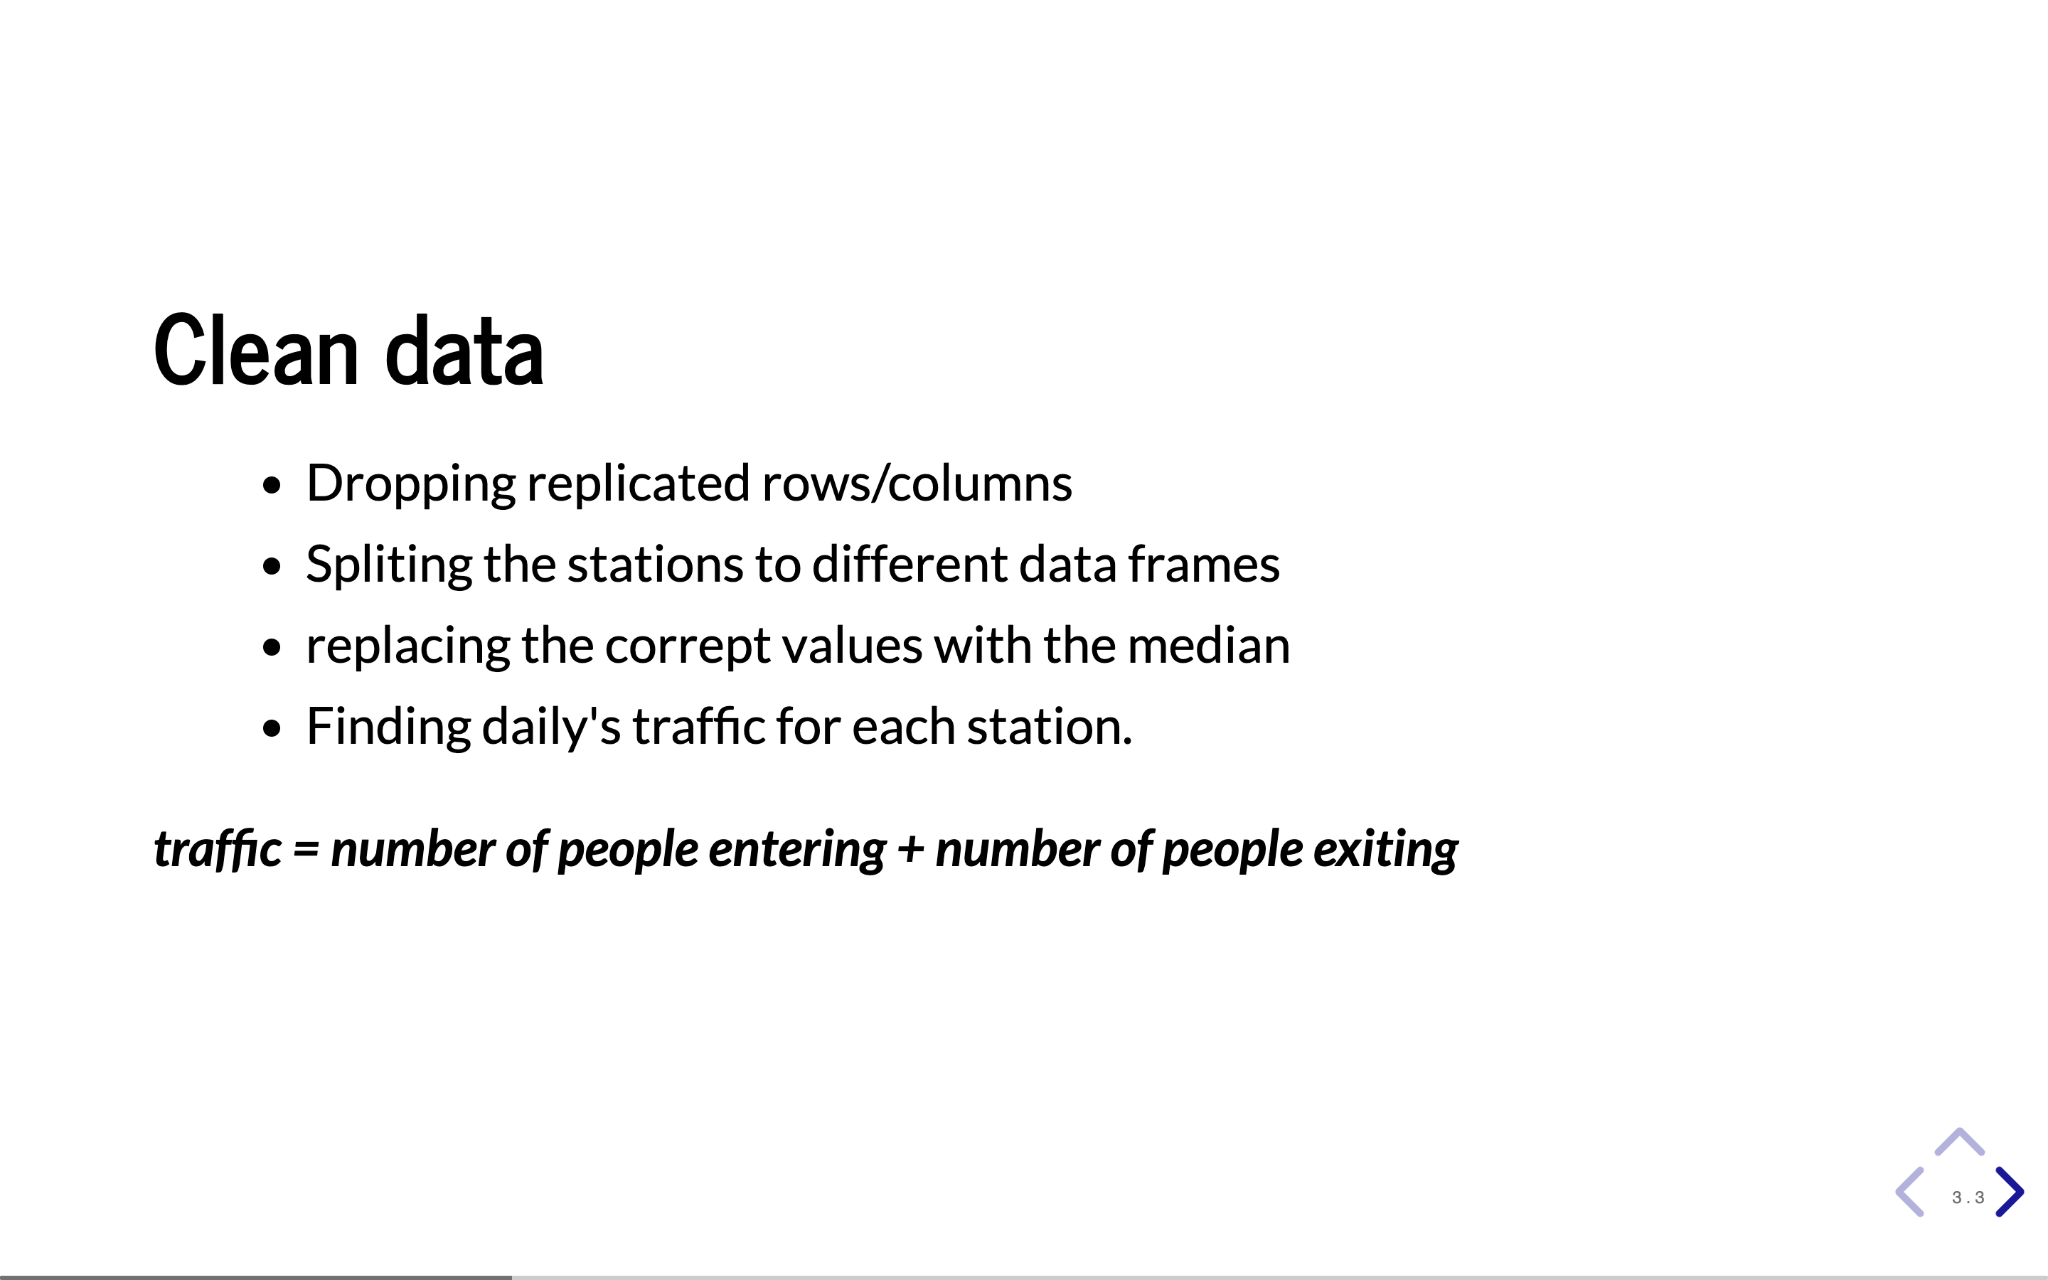 Clean data
Dropping replicated rows/columns
Spliting the stations to different data frames
replacing the corrept values with the median
Finding daily's traffic for each station.
traffic = number of people entering + number of people exiting
3.3